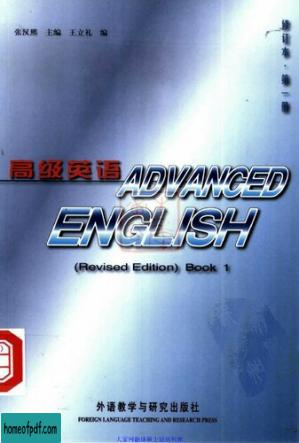 张汉熙 主编 王立礼 编
修订本·第一册
高级英语 ADVANCED
ENGLISH
(Revised Edition) Book 1
外语教学与研究出版社
FOREIGN LANGUAGE TEACHING AND RESEARCH PRESS
homeofpdf.com